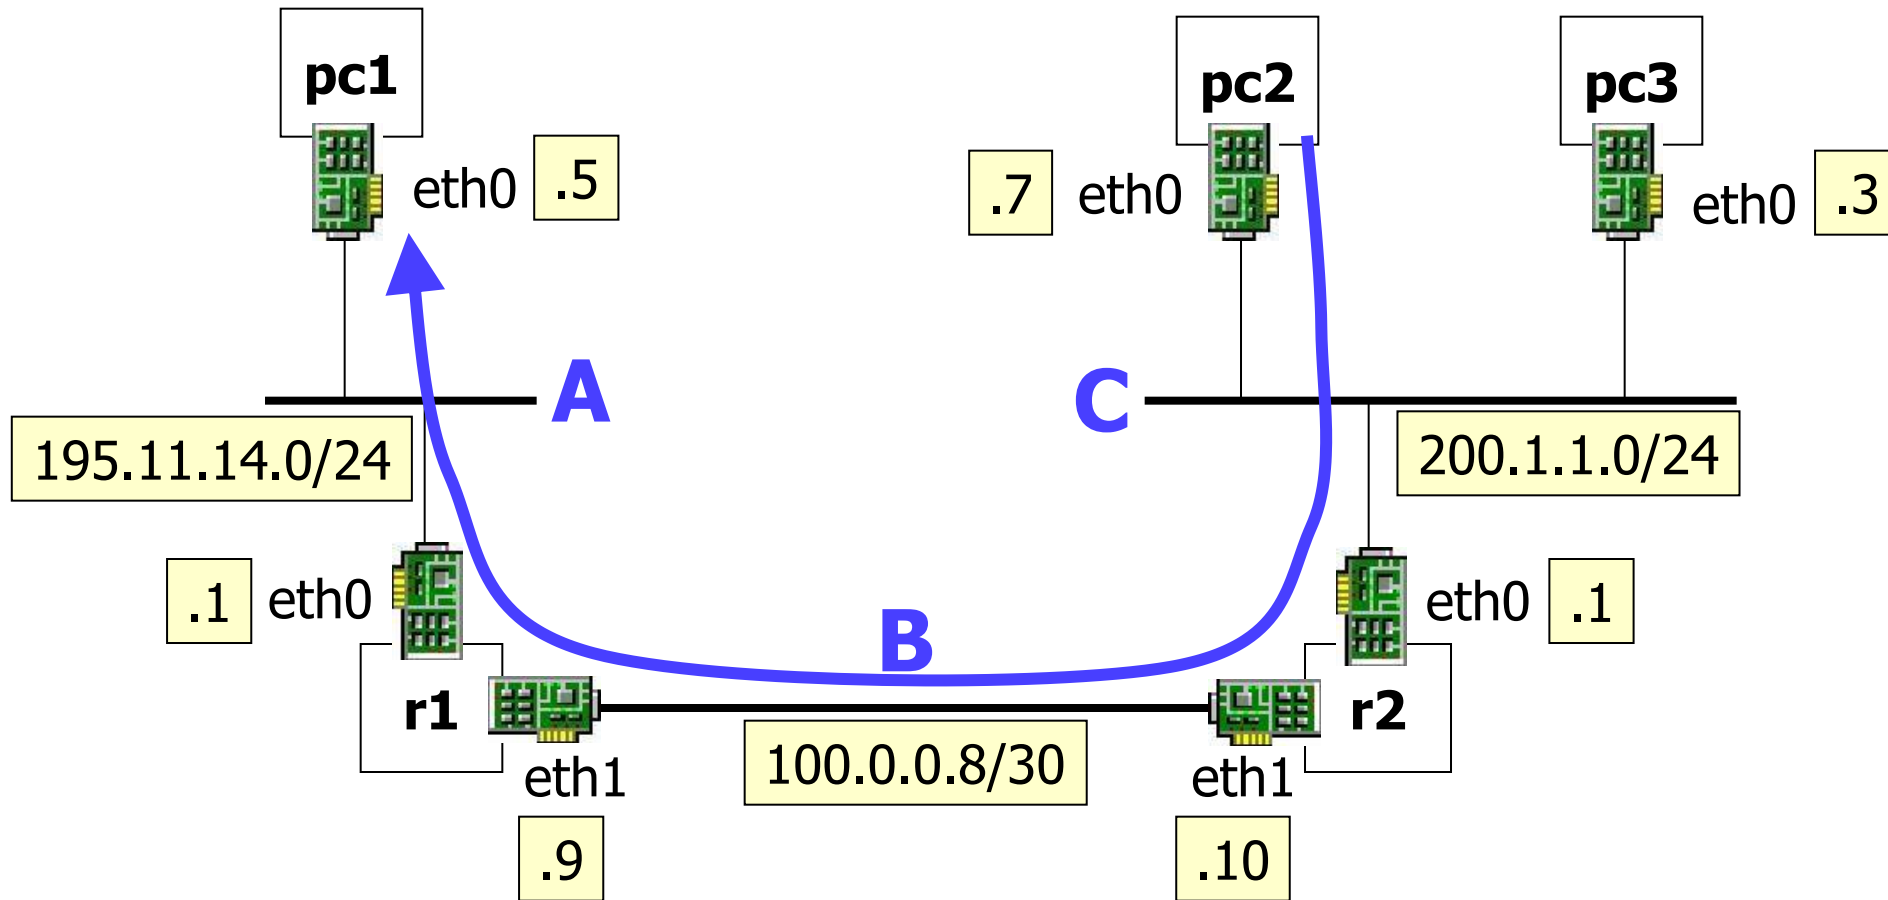 pc1
pc2
pc3
eth0
.5
.7
eth0
eth0
.3
A
C
195.11.14.0/24
200.1.1.0/24
.1
eth0
eth0
.1
B
r1
r2
100.0.0.8/30
eth1
eth1
.9
.10